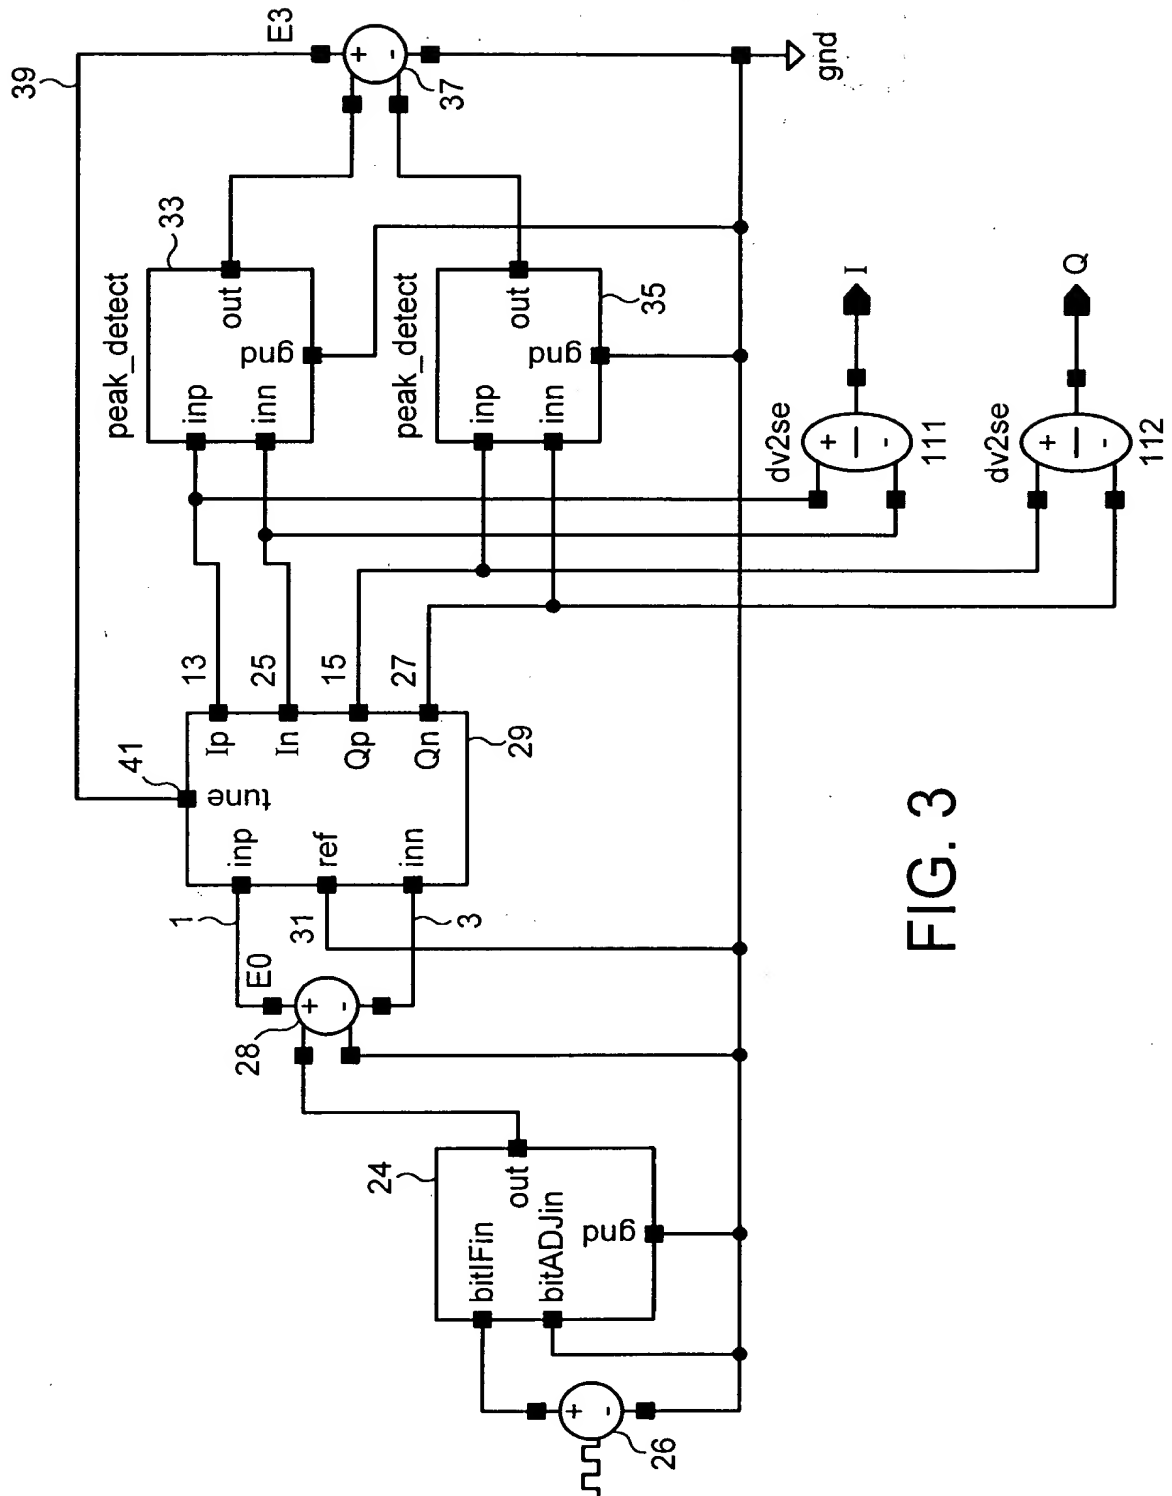 39
E3
37
gnd
33
peak_detect
inp
inn
out
gnd
peak_detect
inp
inn
out
gnd
35
I
Q
dv2se
+
-
111
dv2se
+
-
112
13
25
15
27
41
tune
Ip
In
Qp
Qn
inp
ref
inn
29
1
31
3
E0
+
-
28
24
out
bitIFin
bitADJin
gnd
+
-
26
+
-
FIG. 3